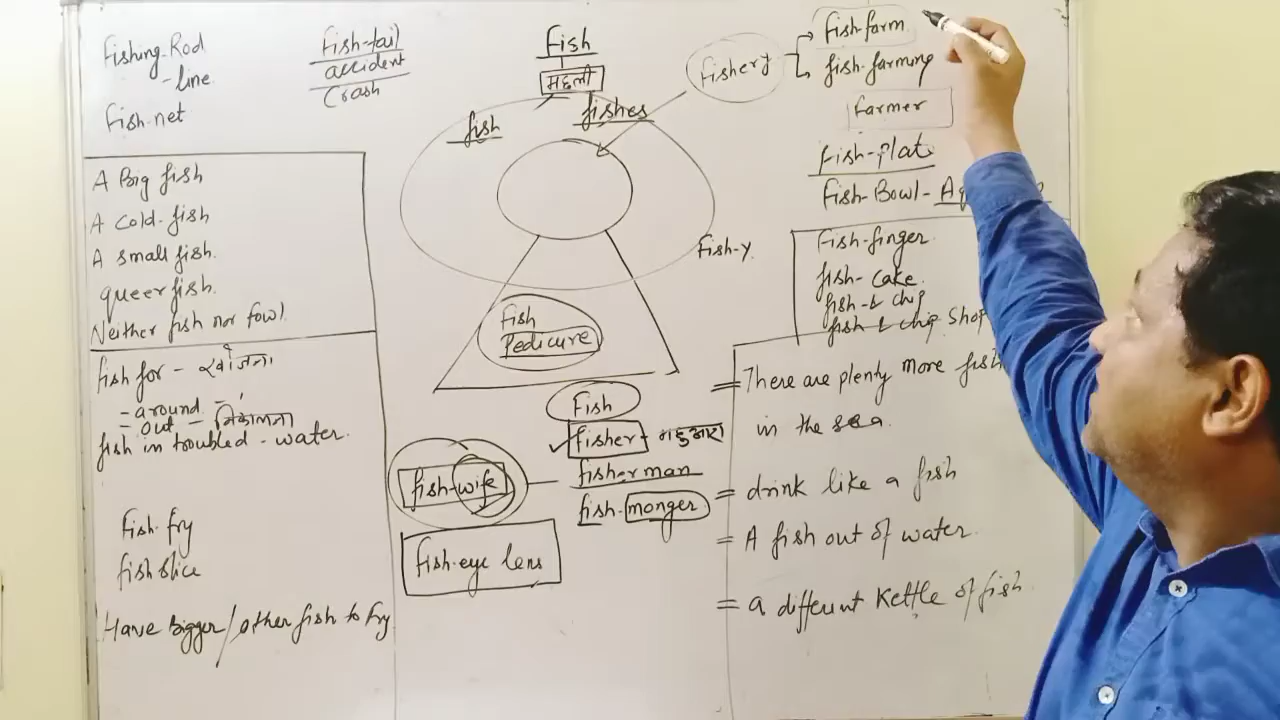 Fishing-Rod
- line
Fish-net
Fish-tail
accident
Crash
Fish
मछली
fish
fishes
Fishery
Fish-farm
fish-farming
Farmer
Fish-plate
Fish-Bowl-
A Big fish
A cold-fish
A small fish.
queer fish.
Neither fish nor fowl
Fish-y.
Fish-finger
fish-cake
fish-&-chip
fish & chip shop
Fish
Pedicure
fish for - खोजना
- around -
- out - निकालना
fish in troubled-water.
Fish-fry
fish slice
Have bigger/other fish to fry
Fish
fisher - मछुआरा
fisherman
fish-monger
fish-wife
fish-eye lens
= There are plenty more fish
in the sea.
= drink like a fish
= A fish out of water.
= a different kettle of fish.